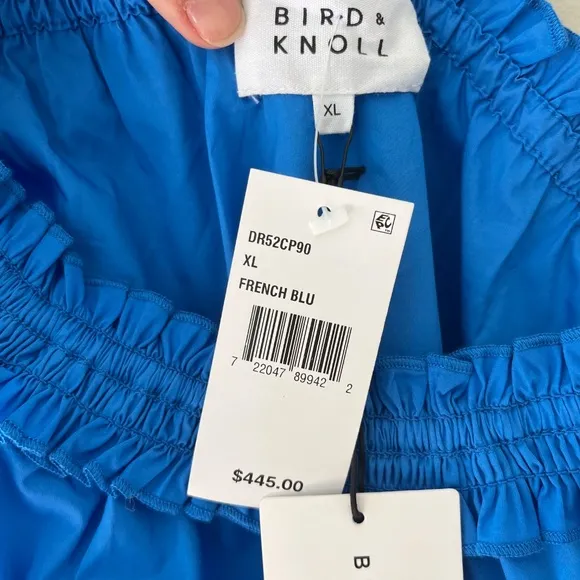 BIRD &
KNOLL
XL
DR52CP90
XL
FRENCH BLU
7 22047 89942 2
$445.00
B